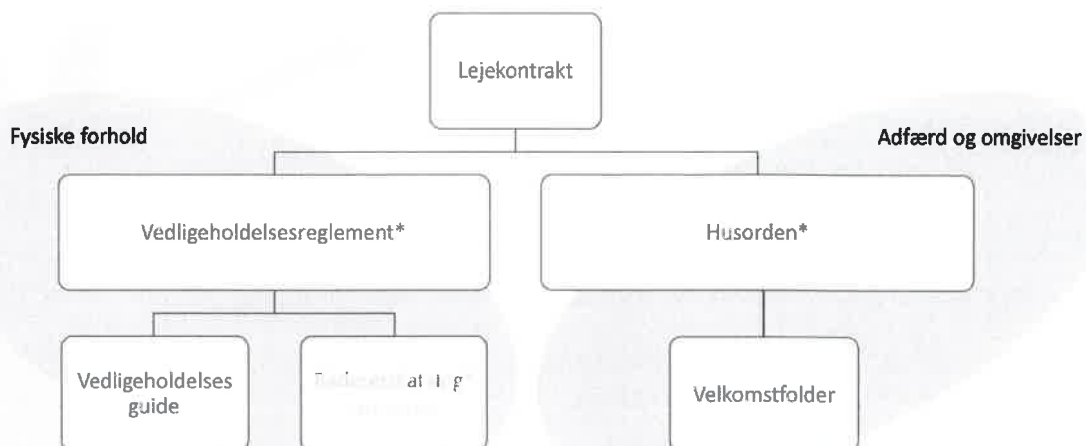 Lejekontrakt
Fysiske forhold
Adfærd og omgivelser
Vedligeholdelsesreglement*
Husorden*
Vedligeholdelses
guide
Velkomstfolder